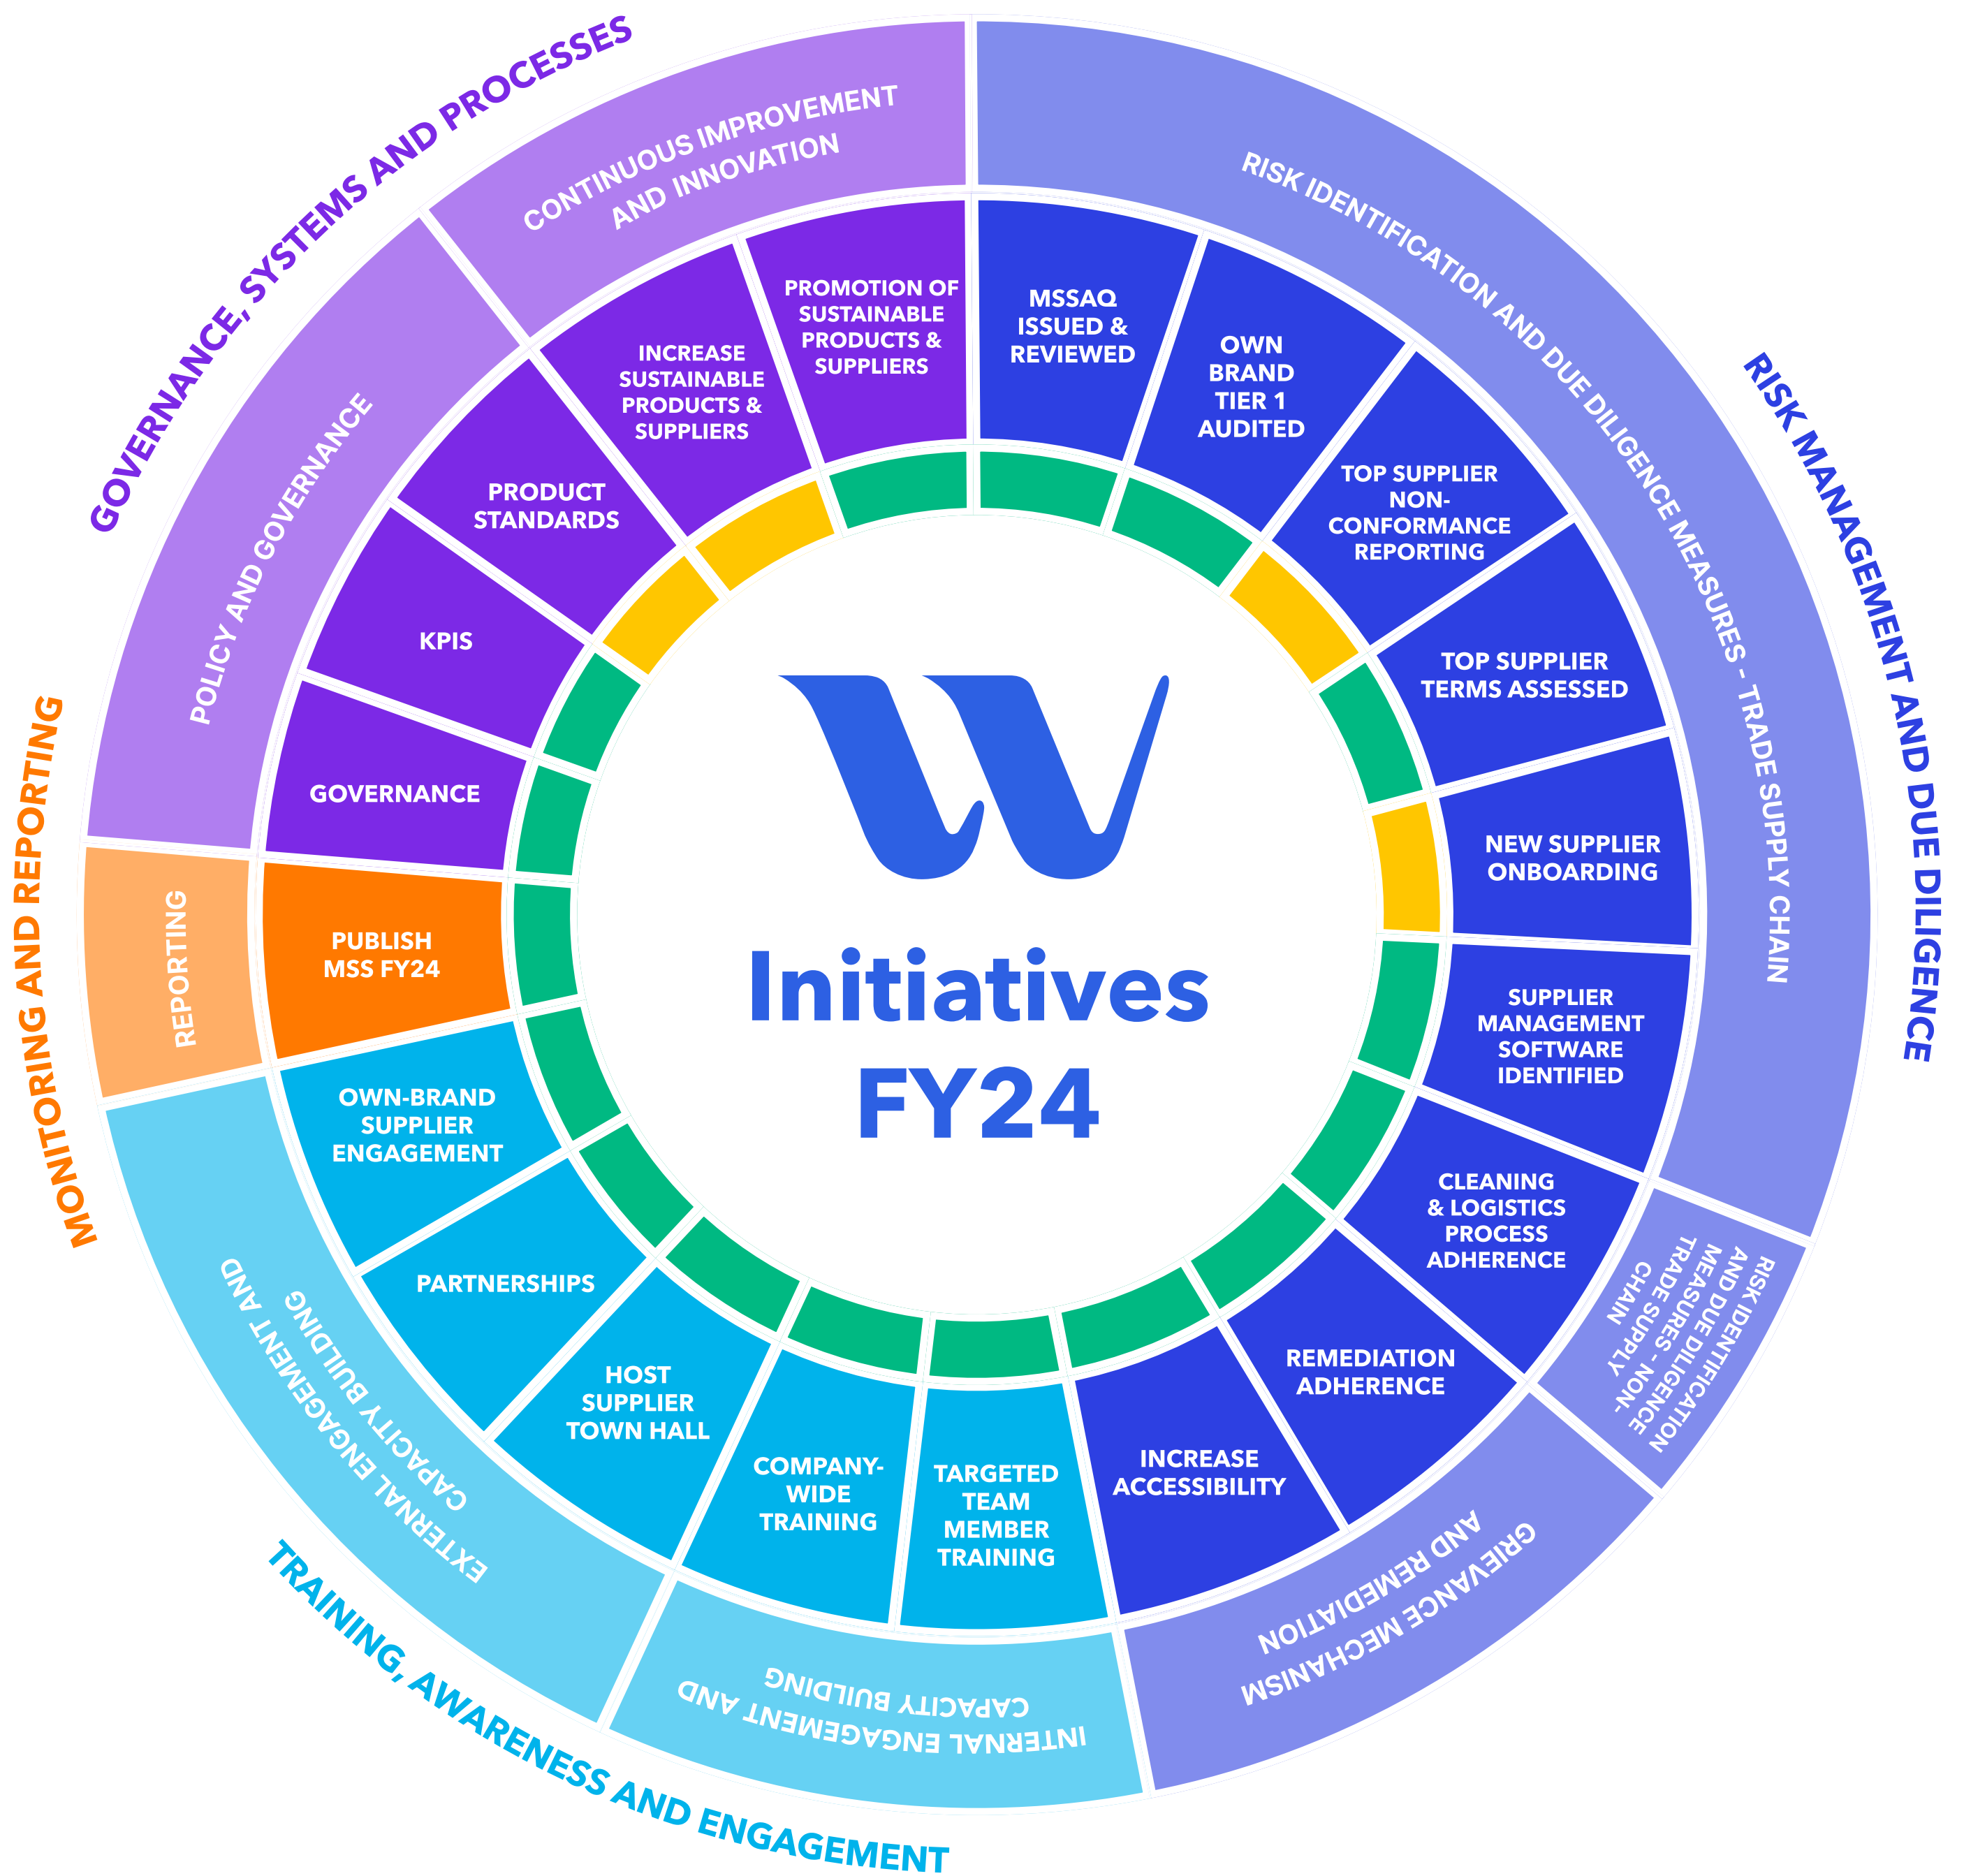 GOVERNANCE, SYSTEMS AND PROCESSES
CONTINUOUS IMPROVEMENT
AND INNOVATION
POLICY AND GOVERNANCE
PROMOTION OF
SUSTAINABLE
PRODUCTS &
SUPPLIERS
INCREASE
SUSTAINABLE
PRODUCTS &
SUPPLIERS
PRODUCT
STANDARDS
KPIS
GOVERNANCE
RISK MANAGEMENT AND DUE DILIGENCE
RISK IDENTIFICATION AND DUE DILIGENCE MEASURES - TRADE SUPPLY CHAIN
MSSAQ
ISSUED &
REVIEWED
OWN
BRAND
TIER 1
AUDITED
TOP SUPPLIER
NON-
CONFORMANCE
REPORTING
TOP SUPPLIER
TERMS ASSESSED
NEW SUPPLIER
ONBOARDING
SUPPLIER
MANAGEMENT
SOFTWARE
IDENTIFIED
RISK IDENTIFICATION
AND DUE DILIGENCE
MEASURES - NON-
TRADE SUPPLY
CHAIN
CLEANING
& LOGISTICS
PROCESS
ADHERENCE
GRIEVANCE MECHANISM
AND REMEDIATION
REMEDIATION
ADHERENCE
INCREASE
ACCESSIBILITY
TRAINING, AWARENESS AND ENGAGEMENT
INTERNAL ENGAGEMENT AND
CAPACITY BUILDING
TARGETED
TEAM
MEMBER
TRAINING
COMPANY-
WIDE
TRAINING
EXTERNAL ENGAGEMENT AND
CAPACITY BUILDING
HOST
SUPPLIER
TOWN HALL
PARTNERSHIPS
OWN-BRAND
SUPPLIER
ENGAGEMENT
MONITORING AND REPORTING
REPORTING
PUBLISH
MSS FY24
W
Initiatives
FY24